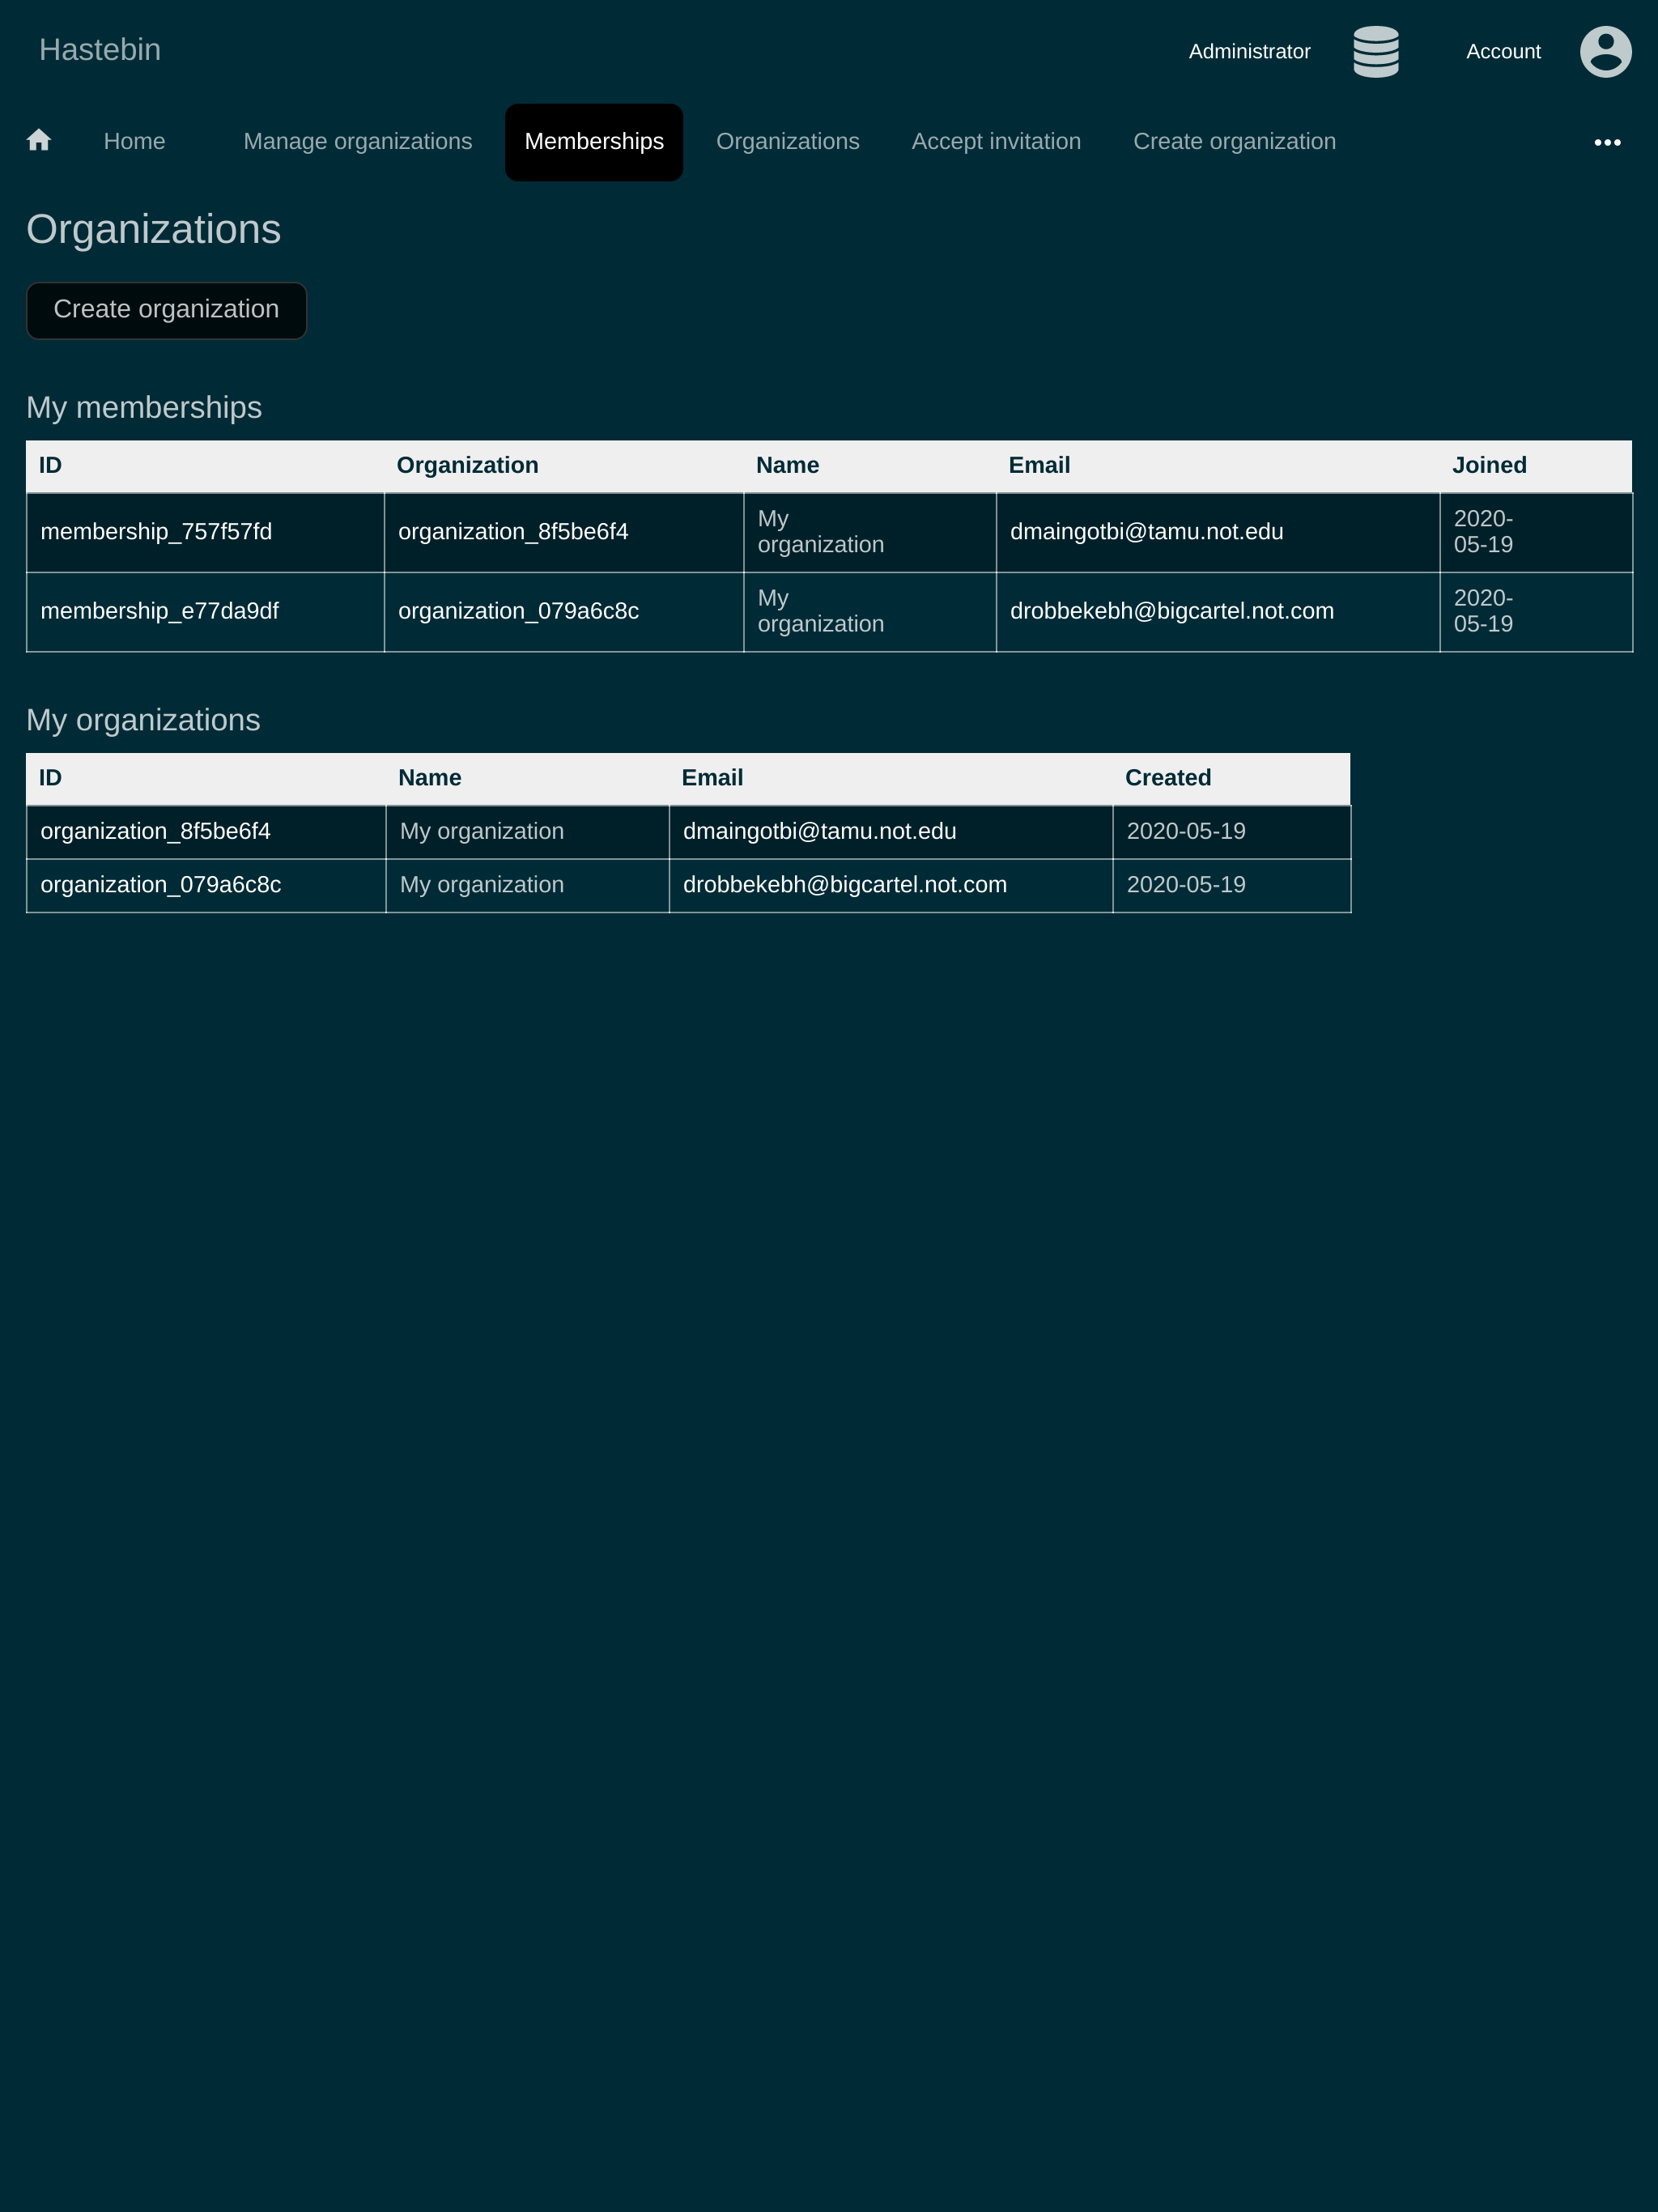 Hastebin
Administrator
Account
Home
Manage organizations
Memberships
Organizations
Accept invitation
Create organization
Organizations
Create organization
My memberships
ID Organization Name Email Joined
membership_757f57fd organization_8f5be6f4 My organization dmaingotbi@tamu.not.edu 2020-05-19
membership_e77da9df organization_079a6c8c My organization drobbekebh@bigcartel.not.com 2020-05-19
My organizations
ID Name Email Created
organization_8f5be6f4 My organization dmaingotbi@tamu.not.edu 2020-05-19
organization_079a6c8c My organization drobbekebh@bigcartel.not.com 2020-05-19